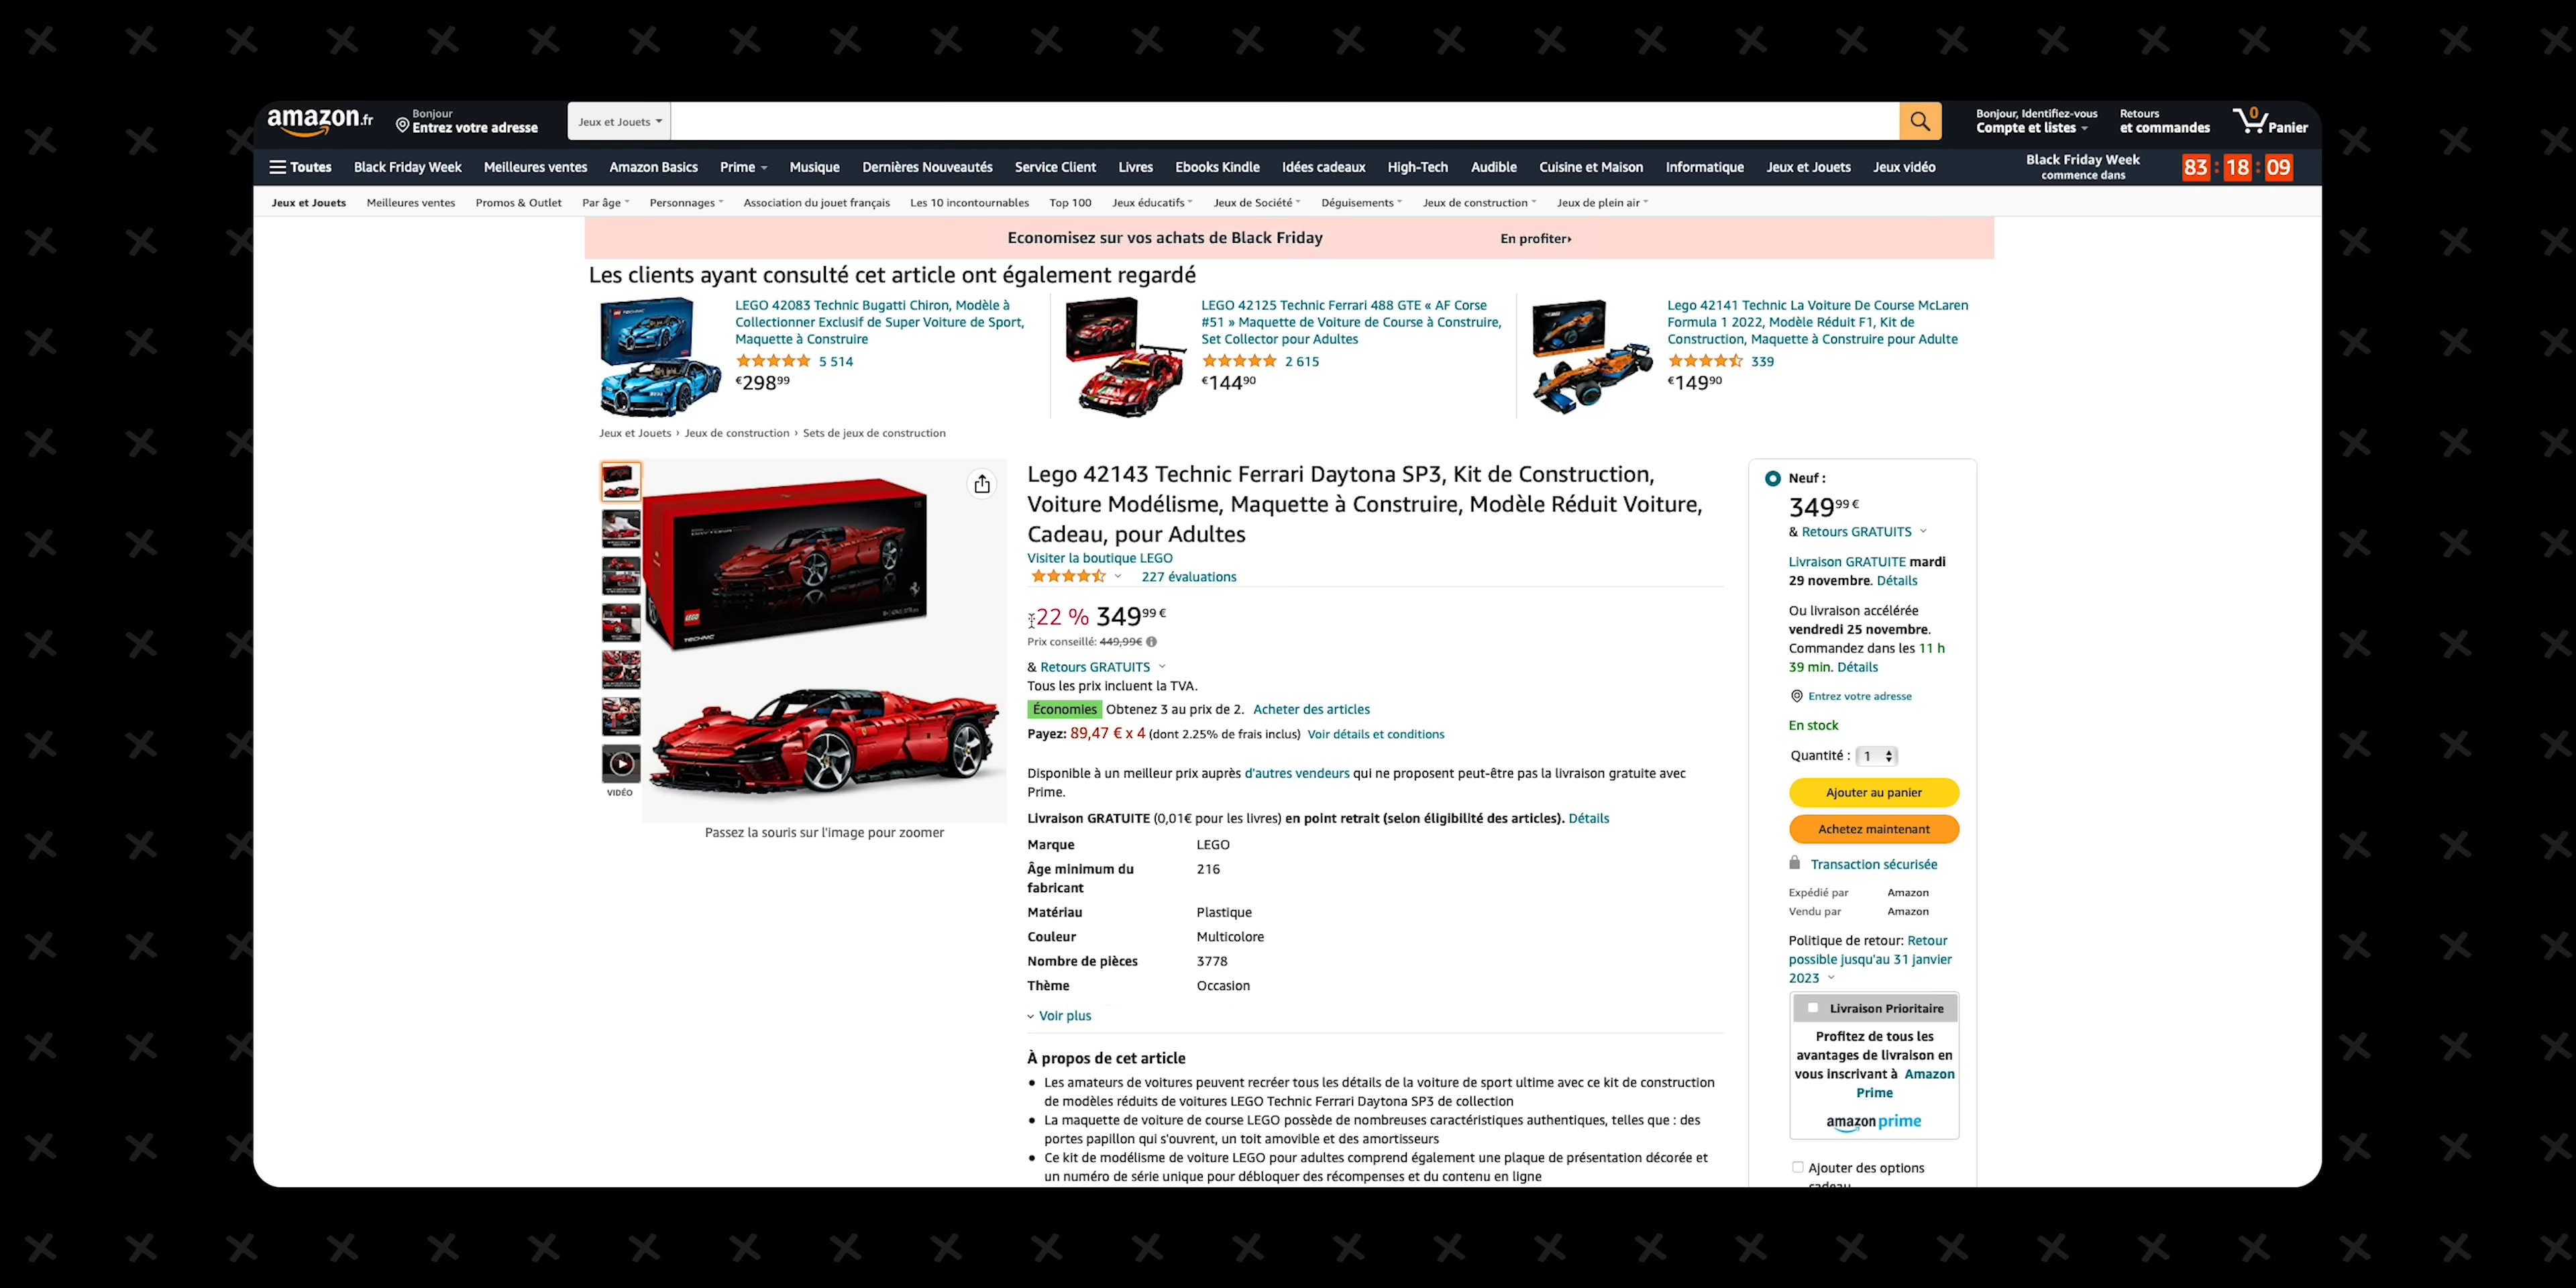 amazon.fr
Bonjour
Entrez votre adresse
Jeux et Jouets
Bonjour, Identifiez-vous
Compte et listes
Retours
et commandes
0
Panier
Toutes
Black Friday Week
Meilleures ventes
Amazon Basics
Prime
Musique
Dernières Nouveautés
Service Client
Livres
Ebooks Kindle
Idées cadeaux
High-Tech
Audible
Cuisine et Maison
Informatique
Jeux et Jouets
Jeux vidéo
Black Friday Week
commence dans
83 : 18 : 09
Jeux et Jouets
Meilleures ventes
Promos & Outlet
Par âge
Personnages
Association du jouet français
Les 10 incontournables
Top 100
Jeux éducatifs
Jeux de Société
Déguisements
Jeux de construction
Jeux de plein air
Economisez sur vos achats de Black Friday
En profiter›
Les clients ayant consulté cet article ont également regardé
LEGO 42083 Technic Bugatti Chiron, Modèle à
Collectionner Exclusif de Super Voiture de Sport,
Maquette à Construire
5 514
€29899
LEGO 42125 Technic Ferrari 488 GTE « AF Corse
#51 » Maquette de Voiture de Course à Construire,
Set Collector pour Adultes
2 615
€14490
Lego 42141 Technic La Voiture De Course McLaren
Formula 1 2022, Modèle Réduit F1, Kit de
Construction, Maquette à Construire pour Adulte
339
€14990
Jeux et Jouets › Jeux de construction › Sets de jeux de construction
LEGO
TECHNIC
VIDÉO
Passez la souris sur l'image pour zoomer
Lego 42143 Technic Ferrari Daytona SP3, Kit de Construction,
Voiture Modélisme, Maquette à Construire, Modèle Réduit Voiture,
Cadeau, pour Adultes
Visiter la boutique LEGO
227 évaluations
-22 % 34999 €
Prix conseillé: 449,99€
& Retours GRATUITS
Tous les prix incluent la TVA.
Économies Obtenez 3 au prix de 2. Acheter des articles
Payez: 89,47 € x 4 (dont 2.25% de frais inclus) Voir détails et conditions
Disponible à un meilleur prix auprès d'autres vendeurs qui ne proposent peut-être pas la livraison gratuite avec
Prime.
Livraison GRATUITE (0,01€ pour les livres) en point retrait (selon éligibilité des articles). Détails
Marque LEGO
Âge minimum du 216
fabricant
Matériau Plastique
Couleur Multicolore
Nombre de pièces 3778
Thème Occasion
Voir plus
À propos de cet article
Les amateurs de voitures peuvent recréer tous les détails de la voiture de sport ultime avec ce kit de construction
de modèles réduits de voitures LEGO Technic Ferrari Daytona SP3 de collection
La maquette de voiture de course LEGO possède de nombreuses caractéristiques authentiques, telles que : des
portes papillon qui s'ouvrent, un toit amovible et des amortisseurs
Ce kit de modélisme de voiture LEGO pour adultes comprend également une plaque de présentation décorée et
un numéro de série unique pour débloquer des récompenses et du contenu en ligne
Neuf :
34999 €
& Retours GRATUITS
Livraison GRATUITE mardi
29 novembre. Détails
Ou livraison accélérée
vendredi 25 novembre.
Commandez dans les 11 h
39 min. Détails
Entrez votre adresse
En stock
Quantité : 1
Ajouter au panier
Achetez maintenant
Transaction sécurisée
Expédié par Amazon
Vendu par Amazon
Politique de retour: Retour
possible jusqu'au 31 janvier
2023
Livraison Prioritaire
Profitez de tous les
avantages de livraison en
vous inscrivant à Amazon
Prime
amazon prime
Ajouter des options
cadeau